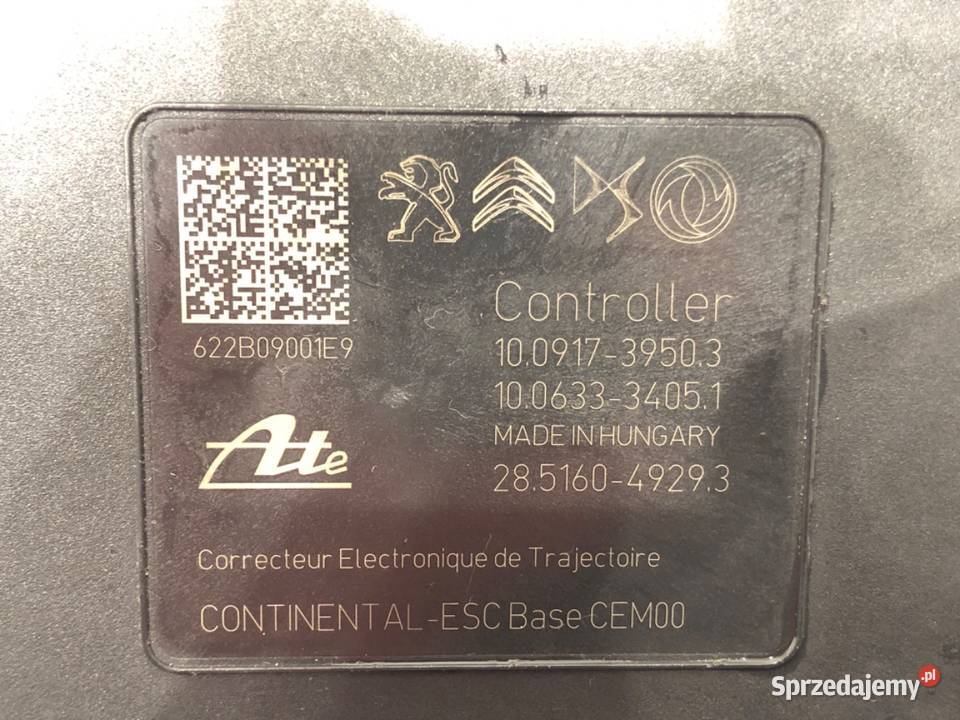 622B09001E9
Controller
10.0917-3950.3
10.0633-3405.1
MADE IN HUNGARY
28.5160-4929.3
Ate
Correcteur Electronique de Trajectoire
CONTINENTAL-ESC Base CEM00
Sprzedajemy.pl